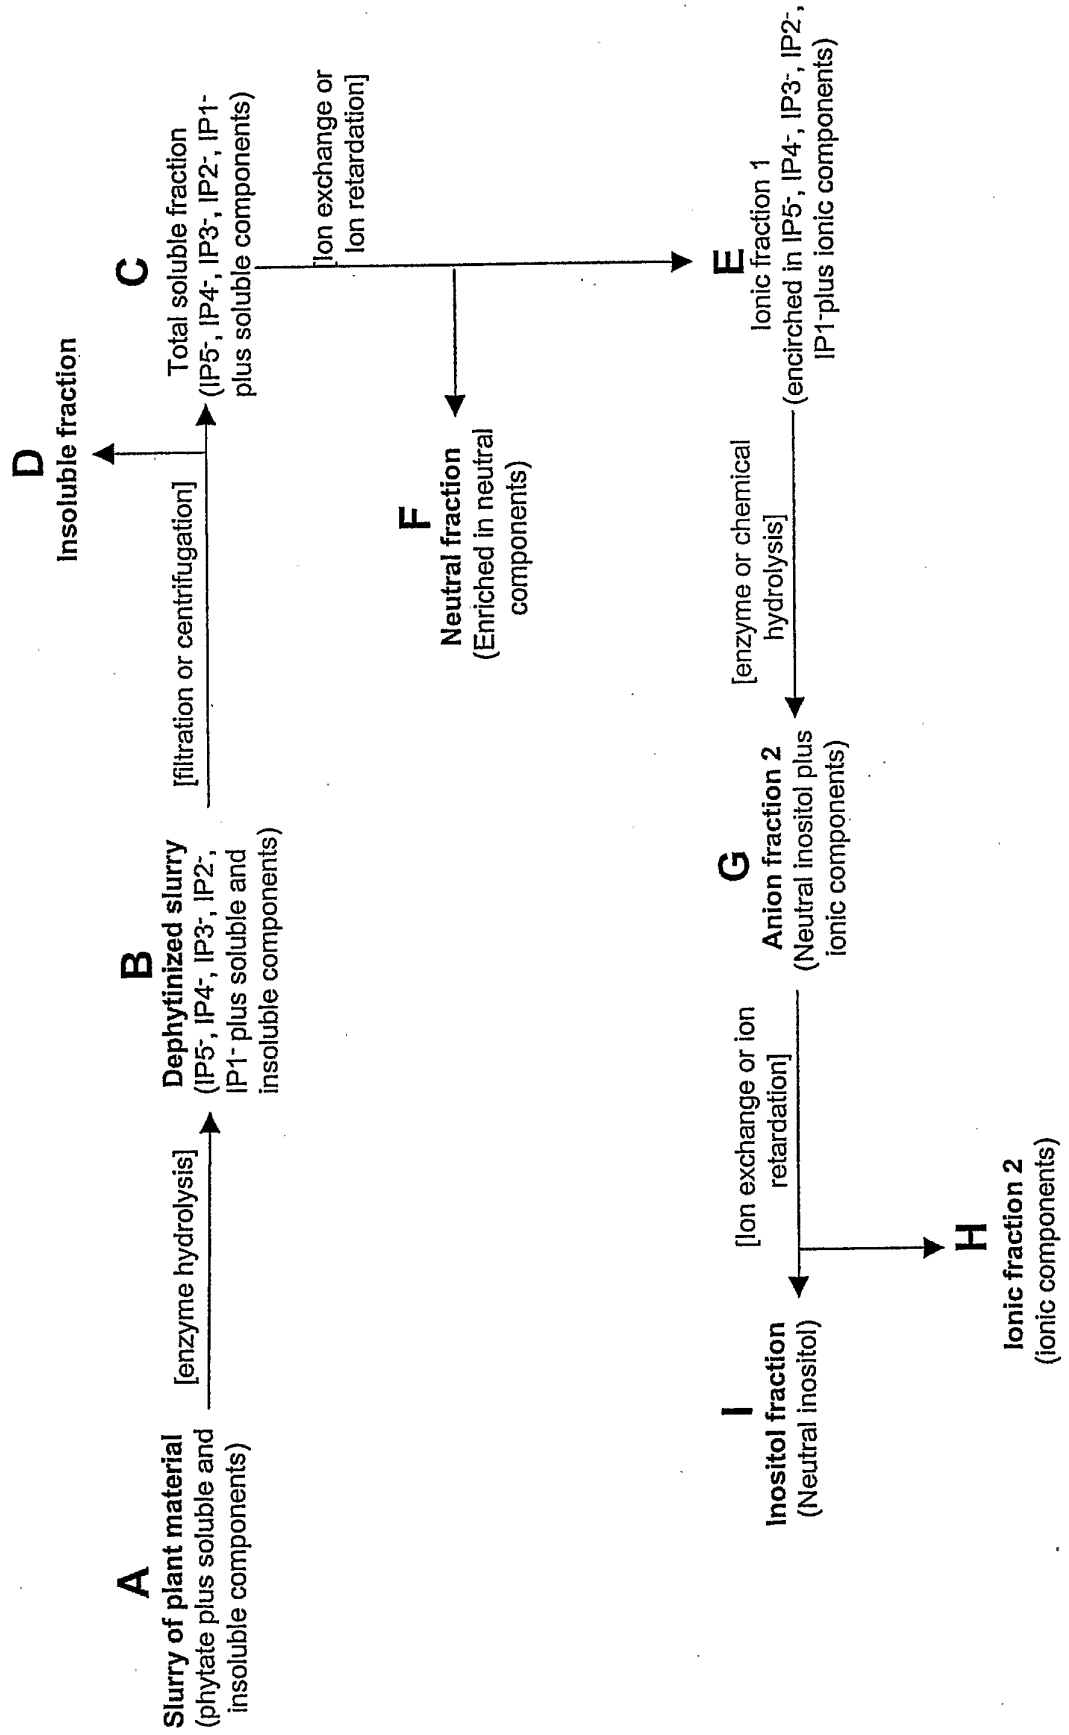 A
Slurry of plant material
(phytate plus soluble and
insoluble components)
[enzyme hydrolysis]
B
Dephytinized slurry
(IP5-, IP4-, IP3-, IP2-,
IP1- plus soluble and
insoluble components)
[filtration or centrifugation]
D
Insoluble fraction
C
Total soluble fraction
(IP5-, IP4-, IP3-, IP2-, IP1-
plus soluble components)
[Ion exchange or
Ion retardation]
F
Neutral fraction
(Enriched in neutral
components)
E
Ionic fraction 1
(encirched in IP5-, IP4-, IP3-, IP2-,
IP1-plus ionic components)
[enzyme or chemical
hydrolysis]
G
Anion fraction 2
(Neutral inositol plus
ionic components)
[Ion exchange or ion
retardation]
I
Inositol fraction
(Neutral inositol)
H
Ionic fraction 2
(ionic components)